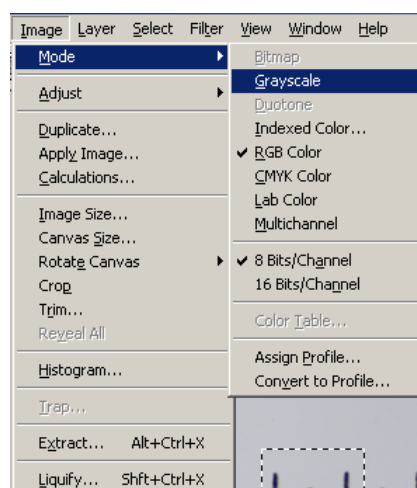 Image Layer Select Filter View Window Help
Mode
Adjust
Duplicate...
Apply Image...
Calculations...
Image Size...
Canvas Size...
Rotate Canvas
Crop
Trim...
Reveal All
Histogram...
Trap...
Extract... Alt+Ctrl+X
Liquify... Shft+Ctrl+X
Bitmap
Grayscale
Duotone
Indexed Color...
RGB Color
CMYK Color
Lab Color
Multichannel
8 Bits/Channel
16 Bits/Channel
Color Table...
Assign Profile...
Convert to Profile...